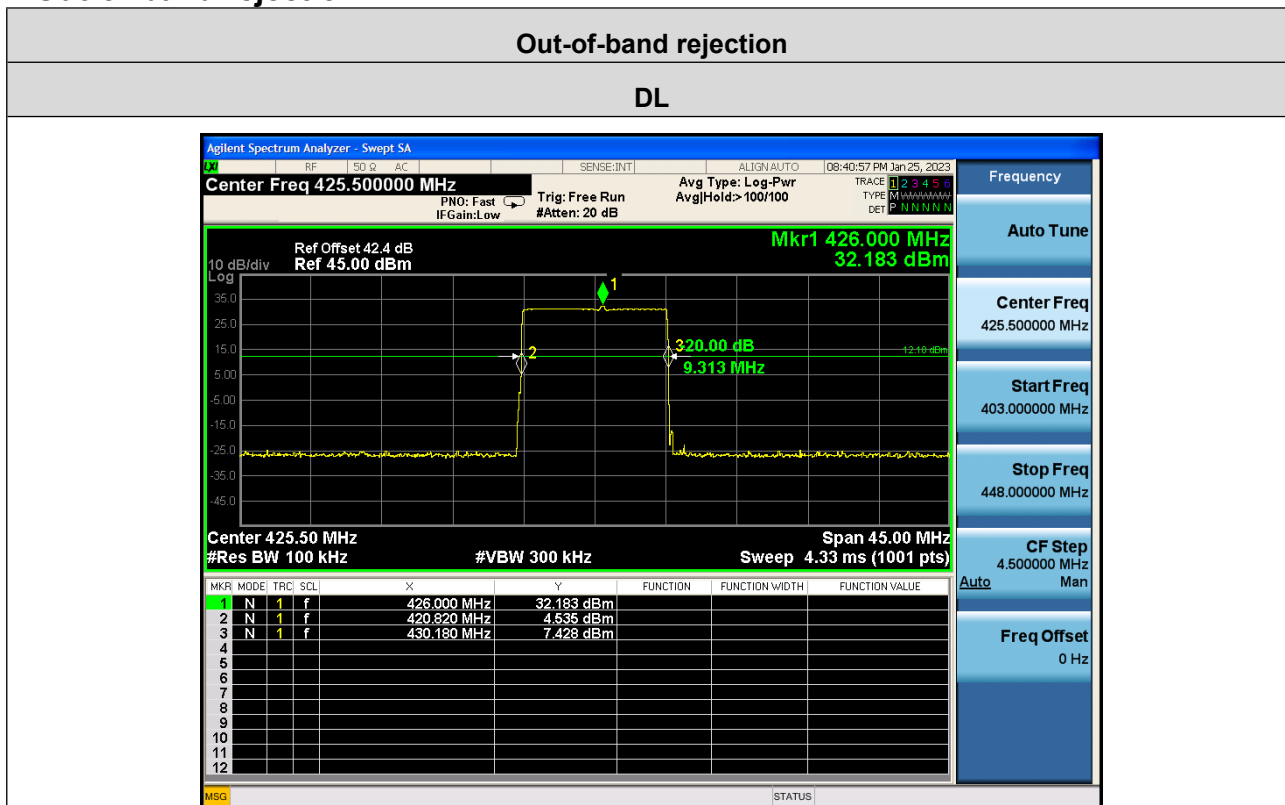 Out-of-band rejection
DL
Agilent Spectrum Analyzer - Swept SA
LXI RF 50 Ω AC SENSE:INT ALIGN AUTO 08:40:57 PM Jan 25, 2023
Center Freq 425.500000 MHz
PNO: Fast
IFGain:Low
Trig: Free Run
#Atten: 20 dB
Avg Type: Log-Pwr
Avg|Hold:>100/100
TRACE 1 2 3 4 5 6
TYPE M WWWWW
DET P N N N N N
Mkr1 426.000 MHz
32.183 dBm
Ref Offset 42.4 dB
10 dB/div Ref 45.00 dBm
Log
35.0
25.0
15.0
5.00
-5.00
-15.0
-25.0
-35.0
-45.0
1
2
3
-20.00 dB
9.313 MHz
12.18 dBm
Center 425.50 MHz Span 45.00 MHz
#Res BW 100 kHz #VBW 300 kHz Sweep 4.33 ms (1001 pts)
MKR MODE TRC SCL X Y FUNCTION FUNCTION WIDTH FUNCTION VALUE
1 N 1 f 426.000 MHz 32.183 dBm
2 N 1 f 420.820 MHz 4.535 dBm
3 N 1 f 430.180 MHz 7.428 dBm
4
5
6
7
8
9
10
11
12
MSG STATUS
Frequency
Auto Tune
Center Freq
425.500000 MHz
Start Freq
403.000000 MHz
Stop Freq
448.000000 MHz
CF Step
4.500000 MHz
Auto Man
Freq Offset
0 Hz